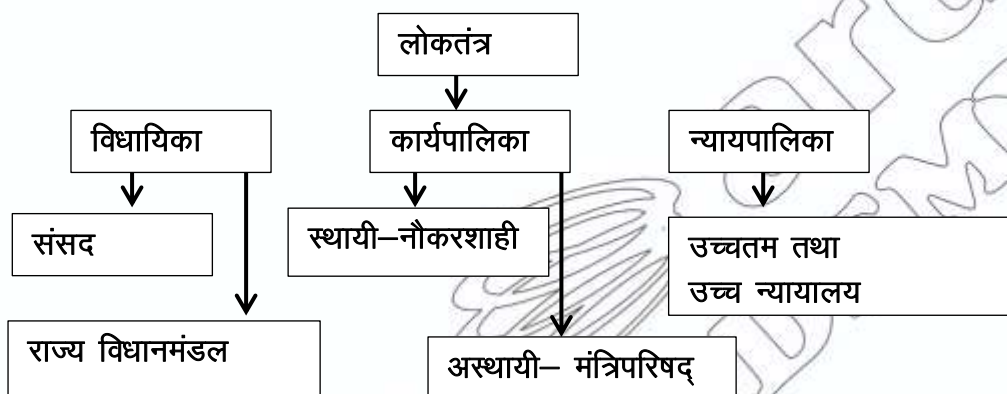 लोकतंत्र
विधायिका
कार्यपालिका
न्यायपालिका
संसद
स्थायी–नौकरशाही
उच्चतम तथा
उच्च न्यायालय
राज्य विधानमंडल
अस्थायी– मंत्रिपरिषद्